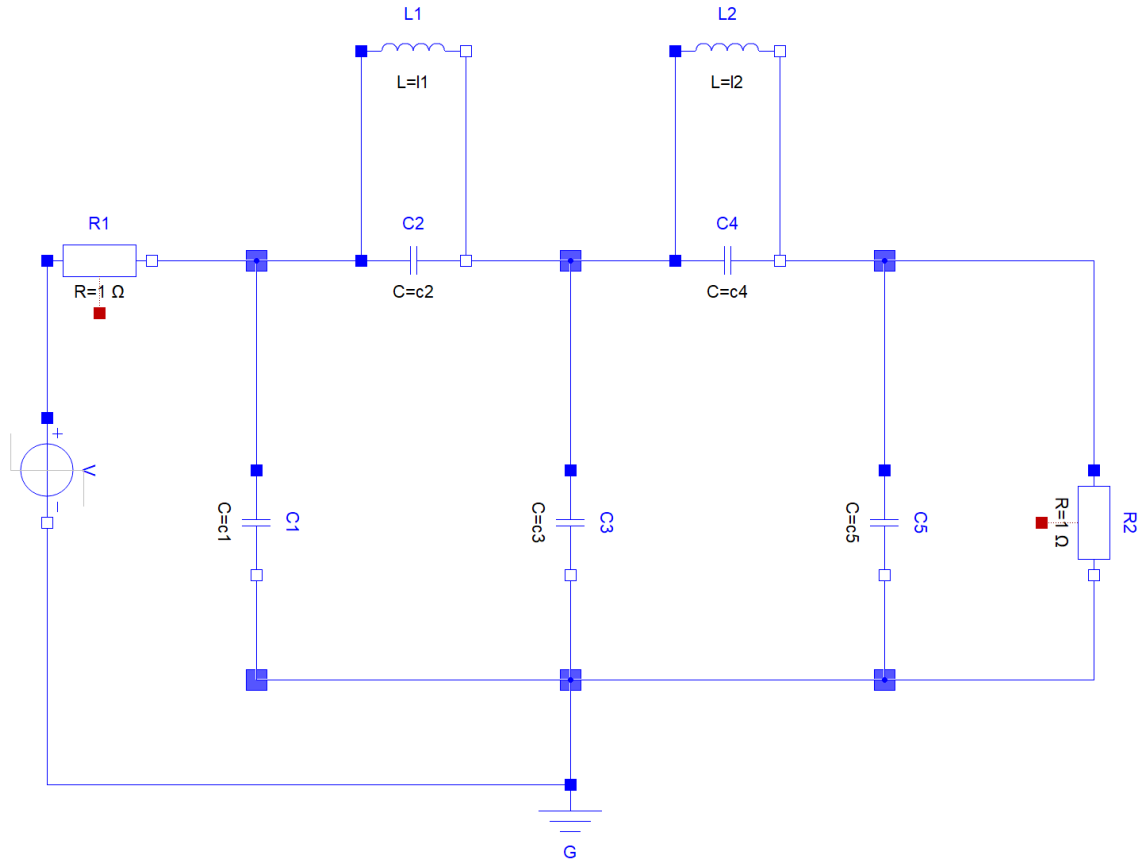 L1
L2
L=l1
L=l2
R1
C2
C4
R=1 Ω
C=c2
C=c4
+
V
−
C=c1
C1
C=c3
C3
C=c5
C5
R=1 Ω
R2
G